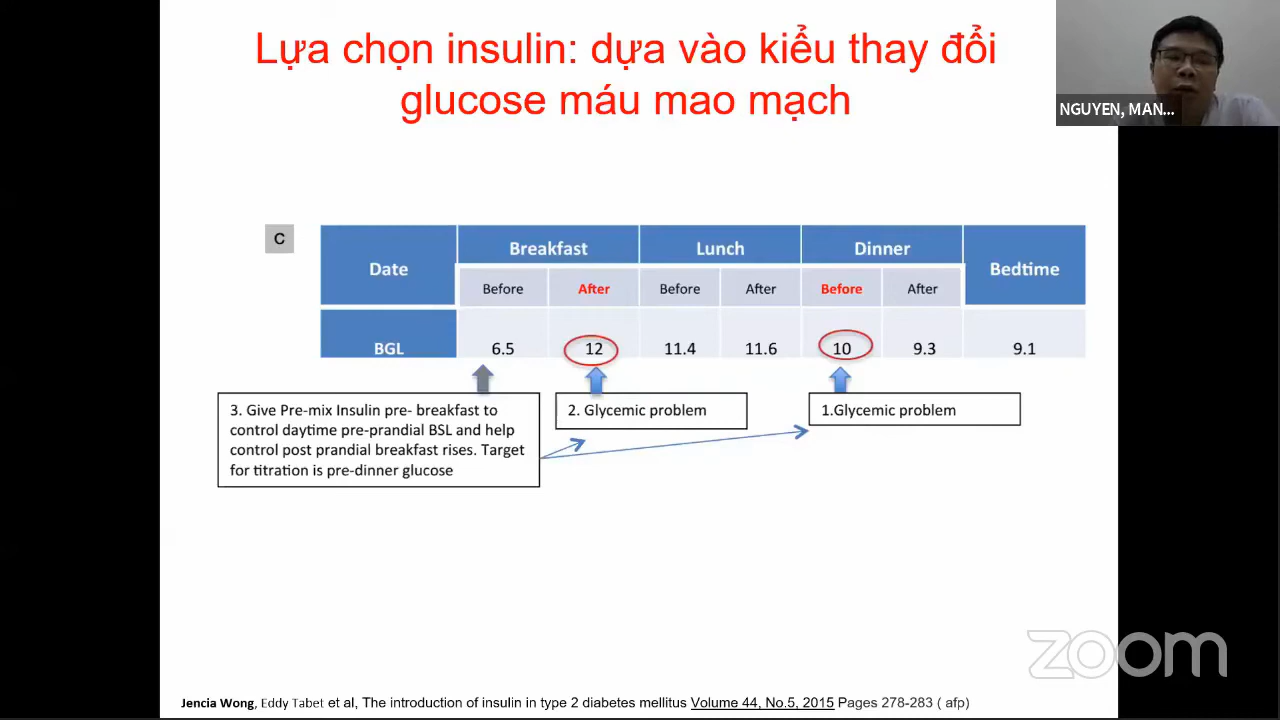 Lựa chọn insulin: dựa vào kiểu thay đổi
glucose máu mao mạch
NGUYEN, MAN...
C
Date
Breakfast
Lunch
Dinner
Bedtime
Before
After
Before
After
Before
After
BGL
6.5
12
11.4
11.6
10
9.3
9.1
3. Give Pre-mix Insulin pre- breakfast to
control daytime pre-prandial BSL and help
control post prandial breakfast rises. Target
for titration is pre-dinner glucose
2. Glycemic problem
1.Glycemic problem
zoom
Jencia Wong, Eddy Tabet et al, The introduction of insulin in type 2 diabetes mellitus Volume 44, No.5, 2015 Pages 278-283 ( afp)